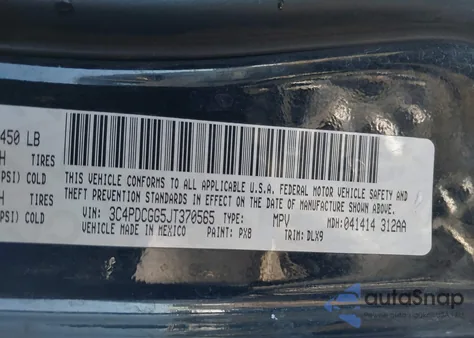 450 LB
H TIRES
PSI) COLD
H TIRES
PSI) COLD
THIS VEHICLE CONFORMS TO ALL APPLICABLE U.S.A. FEDERAL MOTOR VEHICLE SAFETY AND
THEFT PREVENTION STANDARDS IN EFFECT ON THE DATE OF MANUFACTURE SHOWN ABOVE.
VIN: 3C4PDCGG5JT370565 TYPE: MPV MDH:041414 312AA
VEHICLE MADE IN MEXICO PAINT: PX8 TRIM: DLX9
autoSnap